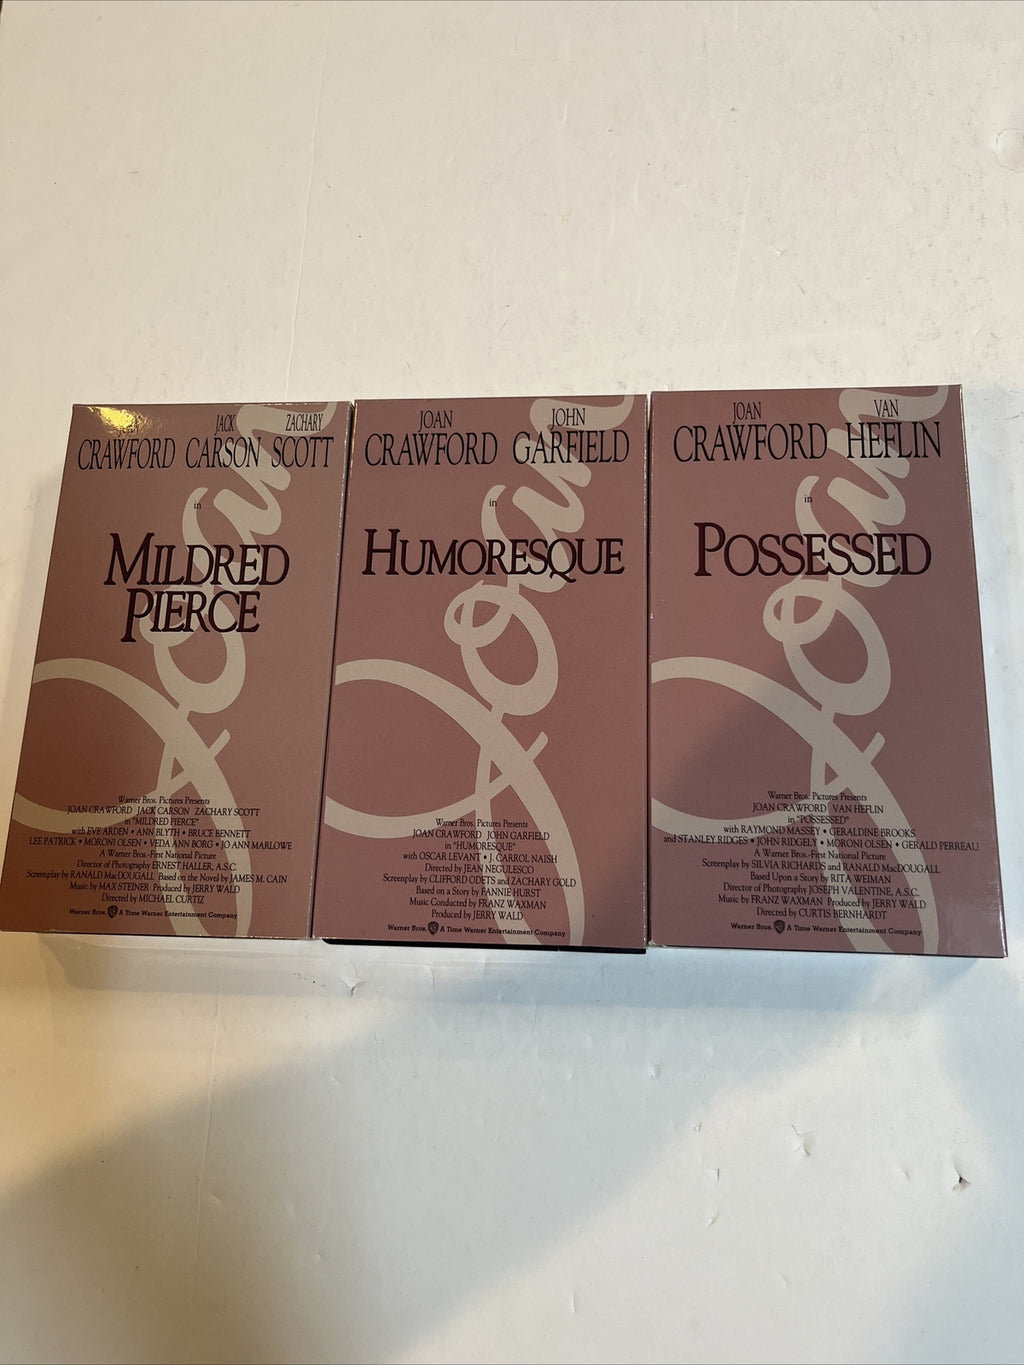 JACK ZACHARY
CRAWFORD CARSON SCOTT
in
MILDRED
PIERCE
Joan
Warner Bros. Pictures Presents
JOAN CRAWFORD JACK CARSON ZACHARY SCOTT
in "MILDRED PIERCE"
with EVE ARDEN • ANN BLYTH • BRUCE BENNETT
LEE PATRICK • MORONI OLSEN • VEDA ANN BORG • JO ANN MARLOWE
A Warner Bros.-First National Picture
Director of Photography ERNEST HALLER, A.S.C.
Screenplay by RANALD MacDOUGALL Based on the Novel by JAMES M. CAIN
Music by MAX STEINER Produced by JERRY WALD
Directed by MICHAEL CURTIZ
Warner Bros. A Time Warner Entertainment Company
JOAN JOHN
CRAWFORD GARFIELD
in
HUMORESQUE
Joan
Warner Bros. Pictures Presents
JOAN CRAWFORD JOHN GARFIELD
in "HUMORESQUE"
with OSCAR LEVANT • J. CARROL NAISH
Directed by JEAN NEGULESCO
Screenplay by CLIFFORD ODETS and ZACHARY GOLD
Based on a Story by FANNIE HURST
Music Conducted by FRANZ WAXMAN
Produced by JERRY WALD
Warner Bros. A Time Warner Entertainment Company
JOAN VAN
CRAWFORD HEFLIN
in
POSSESSED
Joan
Warner Bros. Pictures Presents
JOAN CRAWFORD VAN HEFLIN
in "POSSESSED"
with RAYMOND MASSEY • GERALDINE BROOKS
and STANLEY RIDGES • JOHN RIDGELY • MORONI OLSEN • GERALD PERREAU
A Warner Bros.-First National Picture
Screenplay by SILVIA RICHARDS and RANALD MacDOUGALL
Based Upon a Story by RITA WEIMAN
Director of Photography JOSEPH VALENTINE, A.S.C.
Music by FRANZ WAXMAN Produced by JERRY WALD
Directed by CURTIS BERNHARDT
Warner Bros. A Time Warner Entertainment Company